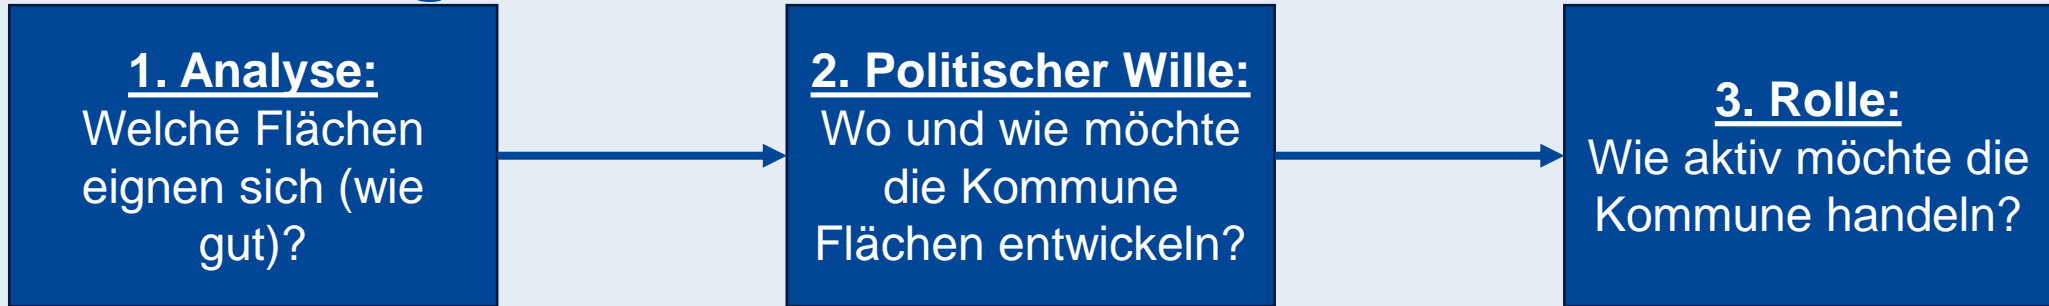 1. Analyse:
Welche Flächen
eignen sich (wie
gut)?
2. Politischer Wille:
Wo und wie möchte
die Kommune
Flächen entwickeln?
3. Rolle:
Wie aktiv möchte die
Kommune handeln?